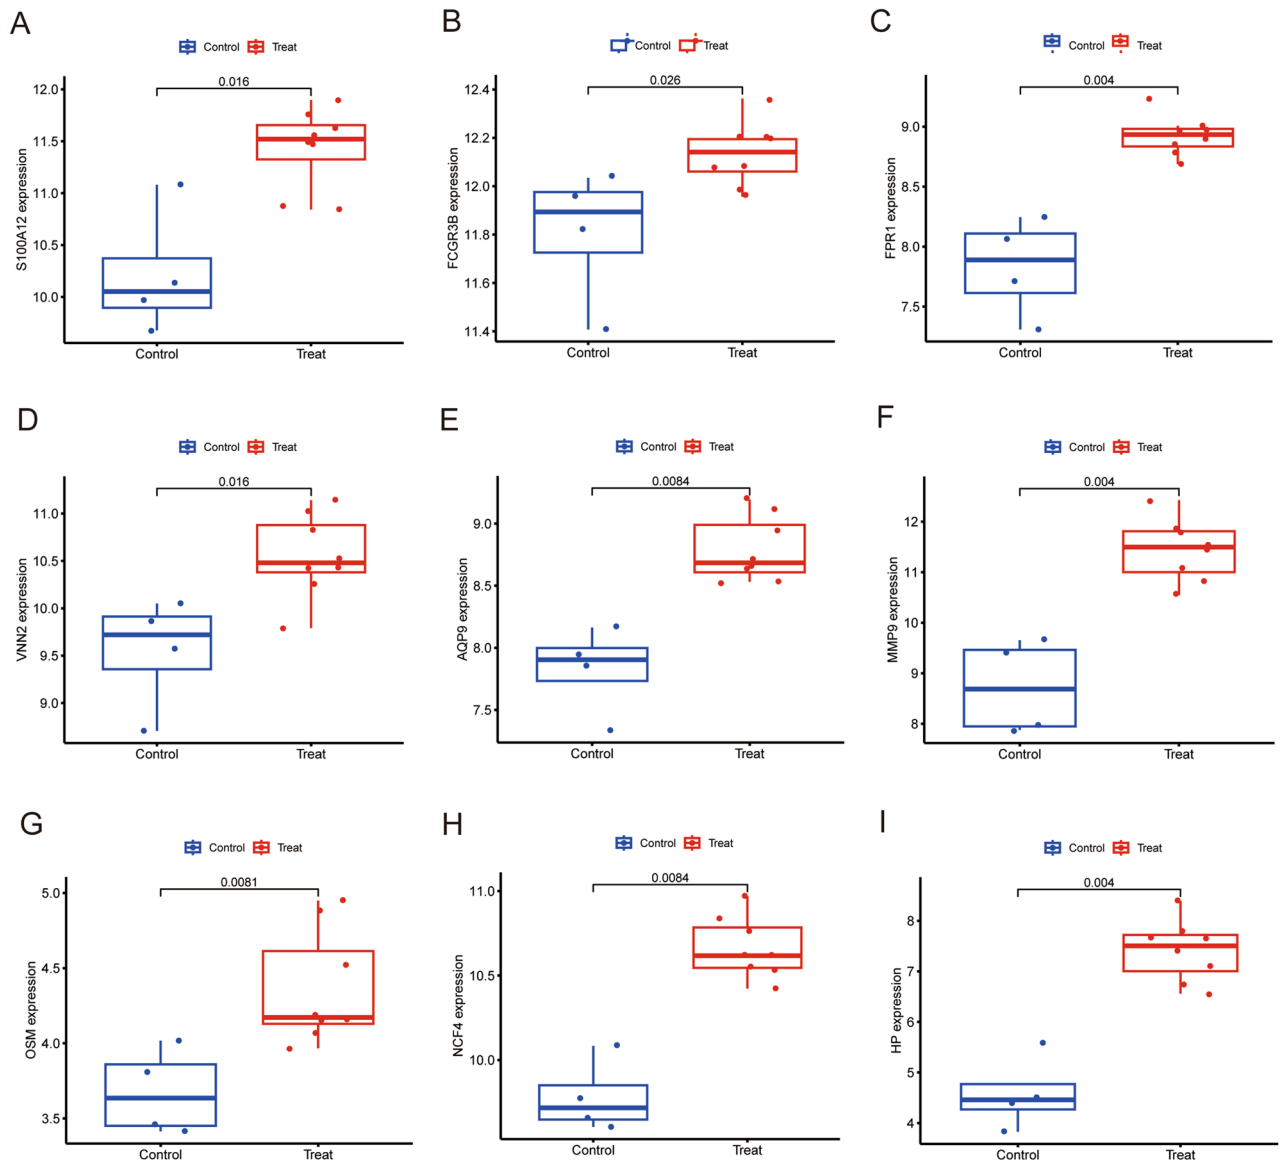 A
Control Treat
0.016
S100A12 expression
12.0
11.5
11.0
10.5
10.0
Control Treat
B
Control Treat
0.026
FCGR3B expression
12.4
12.2
12.0
11.8
11.6
11.4
Control Treat
C
Control Treat
0.004
FPR1 expression
9.0
8.5
8.0
7.5
Control Treat
D
Control Treat
0.016
VNN2 expression
11.0
10.5
10.0
9.5
9.0
Control Treat
E
Control Treat
0.0084
AQP9 expression
9.0
8.5
8.0
7.5
Control Treat
F
Control Treat
0.004
MMP9 expression
12
11
10
9
8
Control Treat
G
Control Treat
0.0081
OSM expression
5.0
4.5
4.0
3.5
Control Treat
H
Control Treat
0.0084
NCF4 expression
11.0
10.5
10.0
Control Treat
I
Control Treat
0.004
HP expression
8
7
6
5
4
Control Treat